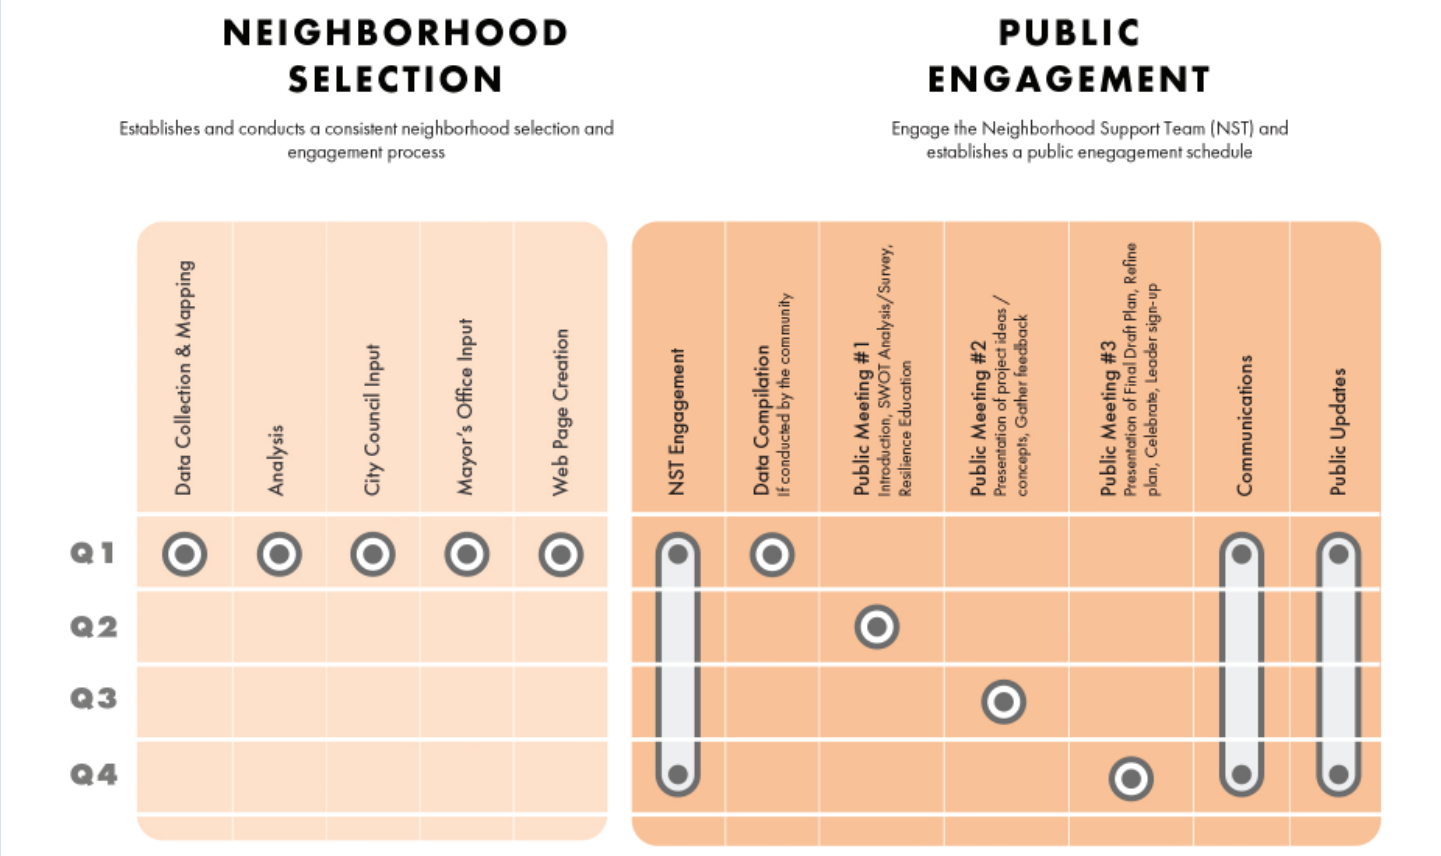 NEIGHBORHOOD
SELECTION
Establishes and conducts a consistent neighborhood selection and
engagement process
PUBLIC
ENGAGEMENT
Engage the Neighborhood Support Team (NST) and
establishes a public enegagement schedule
Data Collection & Mapping
Analysis
City Council Input
Mayor's Office Input
Web Page Creation
NST Engagement
Data Compilation
If conducted by the community
Public Meeting #1
Introduction, SWOT Analysis/Survey,
Resilience Education
Public Meeting #2
Presentation of project ideas /
concepts, Gather feedback
Public Meeting #3
Presentation of Final Draft Plan, Refine
plan, Celebrate, Leader sign-up
Communications
Public Updates
Q1
Q2
Q3
Q4